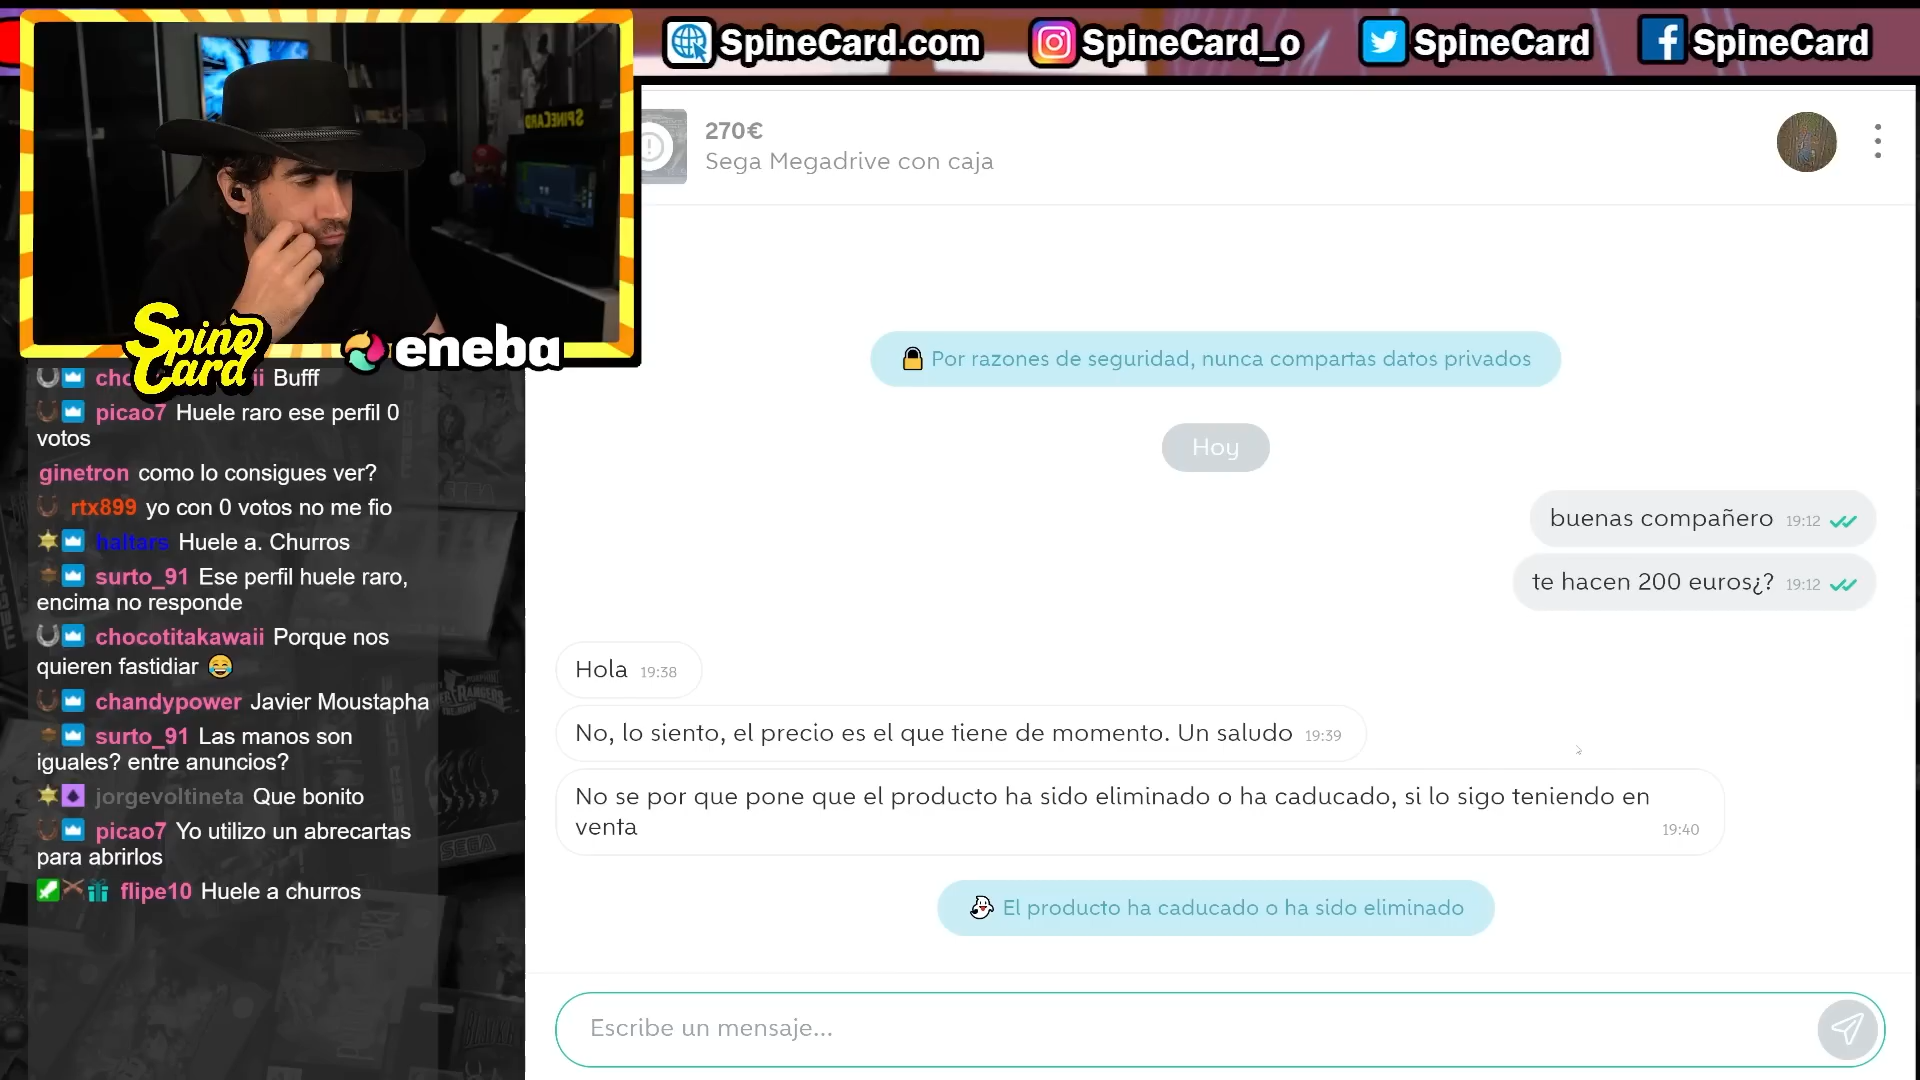 SpineCard.com
SpineCard_o
SpineCard
SpineCard
SPINECARD
Spine
Card
eneba
270€
Sega Megadrive con caja
Por razones de seguridad, nunca compartas datos privados
Hoy
buenas compañero 19:12
te hacen 200 euros¿? 19:12
Hola 19:38
No, lo siento, el precio es el que tiene de momento. Un saludo 19:39
No se por que pone que el producto ha sido eliminado o ha caducado, si lo sigo teniendo en
venta 19:40
El producto ha caducado o ha sido eliminado
Escribe un mensaje...
Bufff
picao7 Huele raro ese perfil 0
votos
ginetron como lo consigues ver?
rtx899 yo con 0 votos no me fio
haltars Huele a. Churros
surto_91 Ese perfil huele raro,
encima no responde
chocotitakawaii Porque nos
quieren fastidiar 😂
chandypower Javier Moustapha
surto_91 Las manos son
iguales? entre anuncios?
jorgevoltineta Que bonito
picao7 Yo utilizo un abrecartas
para abrirlos
flipe10 Huele a churros